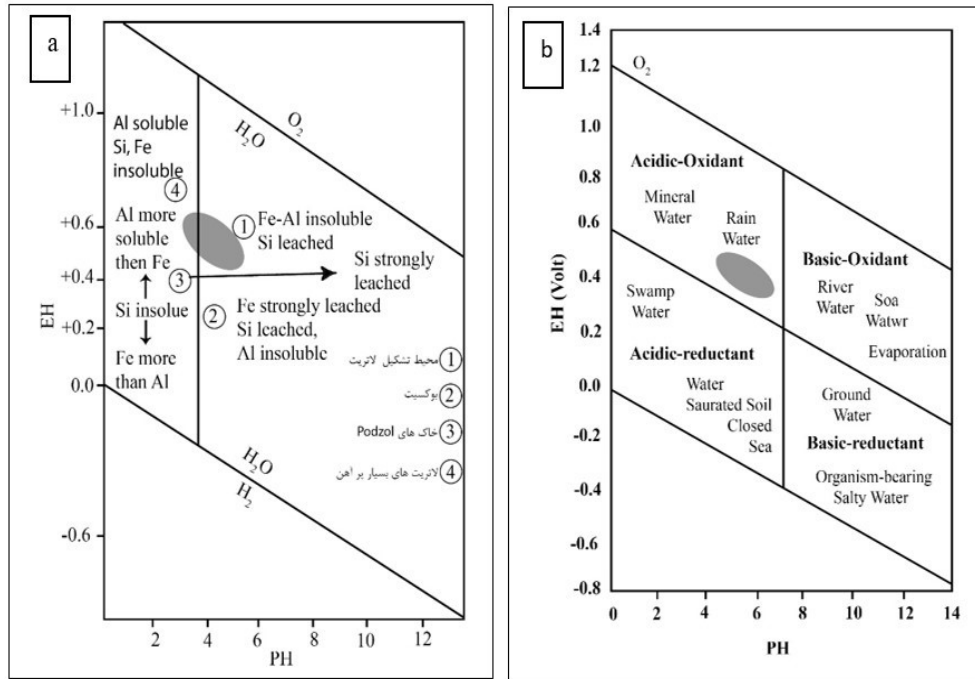 a
+1.0
+0.6
+0.4
+0.2
0.0
-0.6
EH
2
4
6
8
10
12
PH
H₂O
O₂
Al soluble
Si, Fe
insoluble
④
Al more
soluble
then Fe
① Fe-Al insoluble
Si leached
Si strongly
leached
③
Si insolue
② Fe strongly leached
Si leached,
Al insoluble
Fe more
than Al
① محیط تشکیل لاتریت
② بوکسیت
③ خاک های Podzol
④ لاتریت های بسیار پر اهن
H₂O
H₂
b
1.4
1.2
1.0
0.8
0.6
0.4
0.2
0.0
-0.2
-0.4
-0.6
-0.8
EH (Volt)
0
2
4
6
8
10
12
14
PH
O₂
Acidic-Oxidant
Mineral
Water
Rain
Water
Basic-Oxidant
River
Water
Soa
Watwr
Evaporation
Swamp
Water
Acidic-reductant
Water
Saurated Soil
Closed
Sea
Ground
Water
Basic-reductant
Organism-bearing
Salty Water